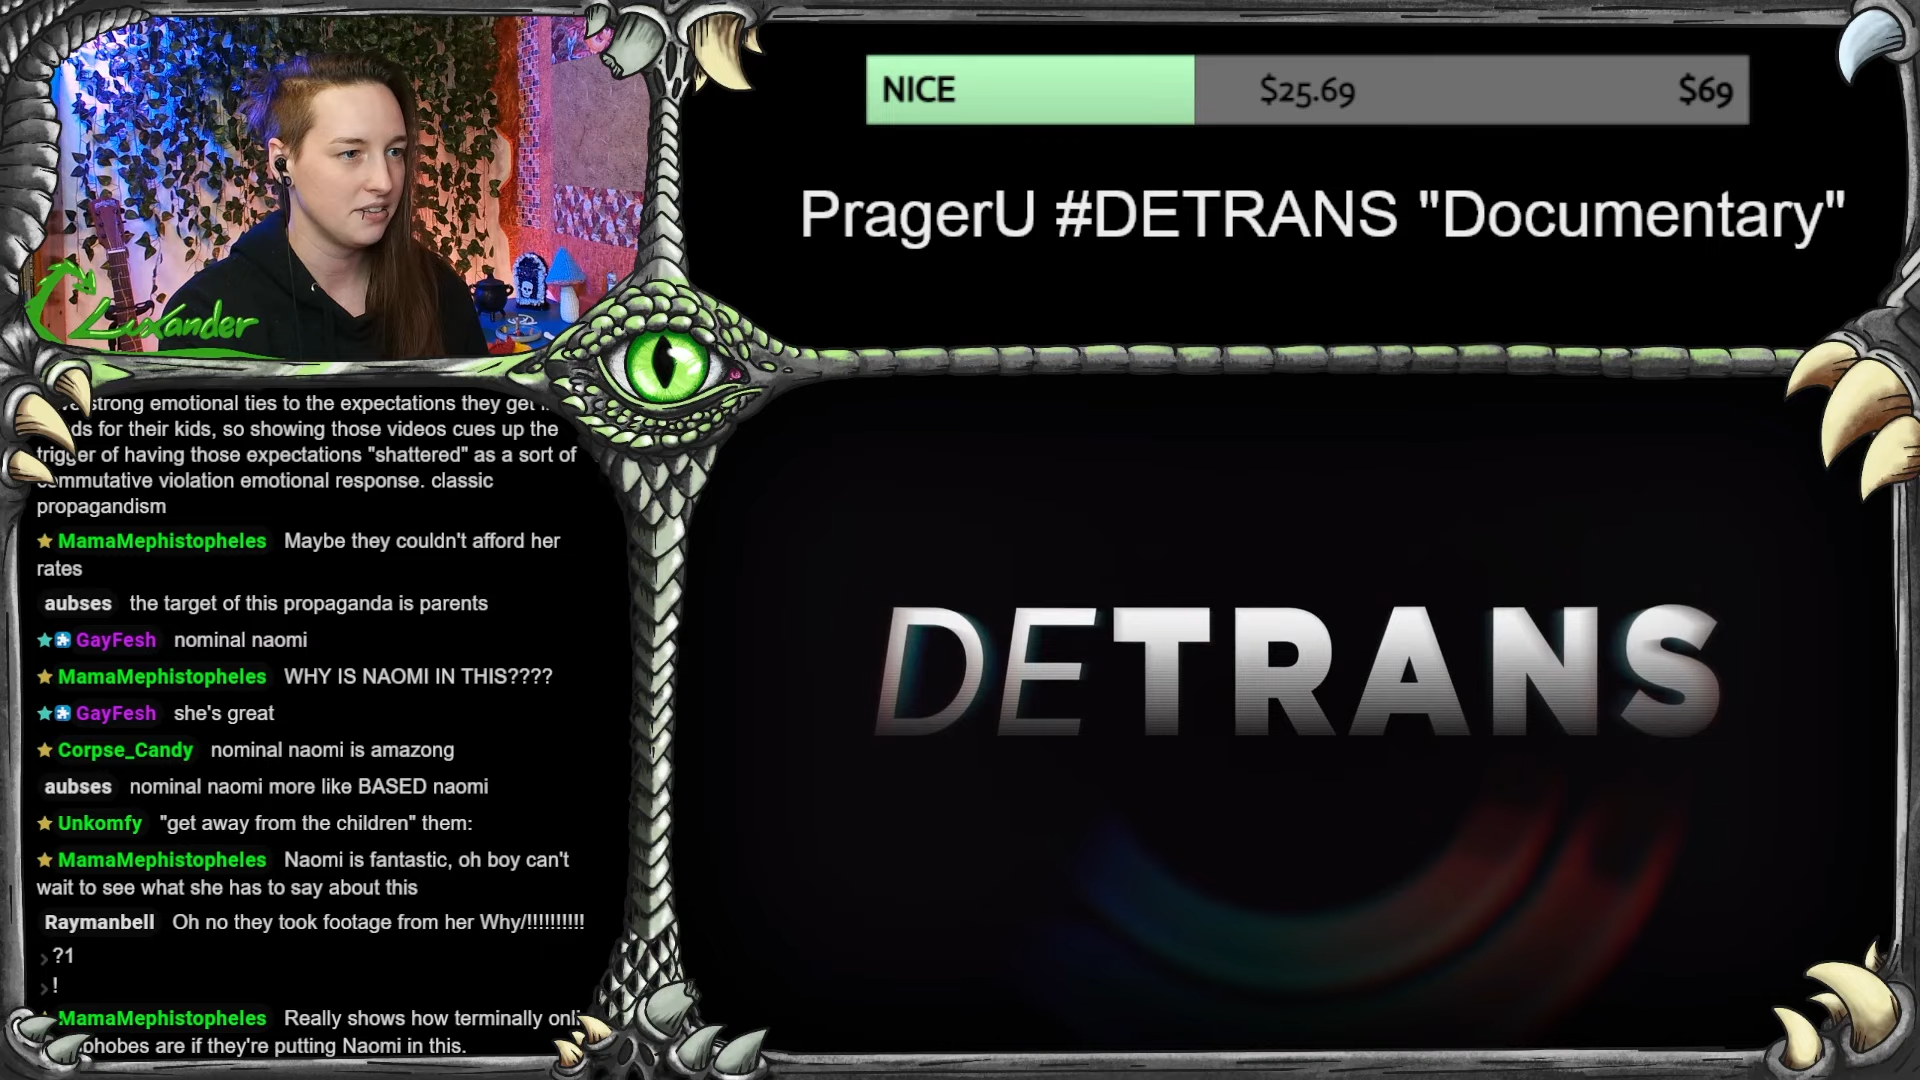 NICE $25.69 $69
PragerU #DETRANS "Documentary"
Luxander
strong emotional ties to the expectations they get
for their kids, so showing those videos cues up the
trigger of having those expectations "shattered" as a sort of
commutative violation emotional response. classic
propagandism
MamaMephistopheles Maybe they couldn't afford her
rates
aubses the target of this propaganda is parents
GayFesh nominal naomi
MamaMephistopheles WHY IS NAOMI IN THIS????
GayFesh she's great
Corpse_Candy nominal naomi is amazong
aubses nominal naomi more like BASED naomi
Unkomfy "get away from the children" them:
MamaMephistopheles Naomi is fantastic, oh boy can't
wait to see what she has to say about this
Raymanbell Oh no they took footage from her Why/!!!!!!!!!!
?1
!
MamaMephistopheles Really shows how terminally
are if they're putting Naomi in this.
DETRANS